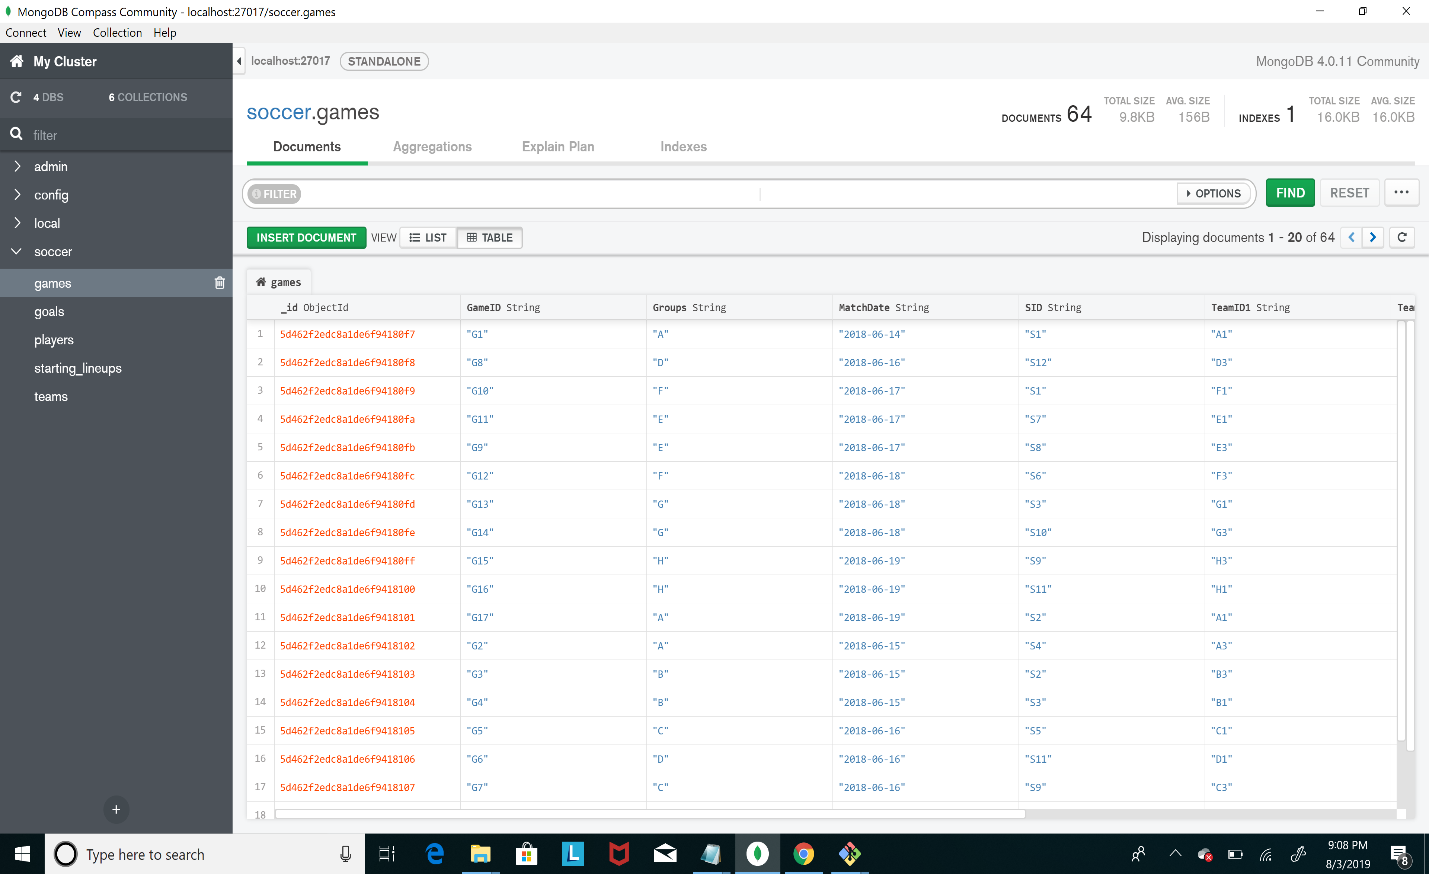 MongoDB Compass Community - localhost:27017/soccer.games
Connect View Collection Help
My Cluster
4 DBS 6 COLLECTIONS
filter
admin
config
local
soccer
games
goals
players
starting_lineups
teams
localhost:27017 STANDALONE MongoDB 4.0.11 Community
soccer.games
DOCUMENTS 64 TOTAL SIZE 9.8KB AVG. SIZE 156B INDEXES 1 TOTAL SIZE 16.0KB AVG. SIZE 16.0KB
Documents Aggregations Explain Plan Indexes
FILTER OPTIONS FIND RESET ...
INSERT DOCUMENT VIEW LIST TABLE Displaying documents 1 - 20 of 64
games
_id ObjectId GameID String Groups String MatchDate String SID String TeamID1 String Tea
1 5d462f2edc8a1de6f94180f7 "G1" "A" "2018-06-14" "S1" "A1"
2 5d462f2edc8a1de6f94180f8 "G8" "D" "2018-06-16" "S12" "D3"
3 5d462f2edc8a1de6f94180f9 "G10" "F" "2018-06-17" "S1" "F1"
4 5d462f2edc8a1de6f94180fa "G11" "E" "2018-06-17" "S7" "E1"
5 5d462f2edc8a1de6f94180fb "G9" "E" "2018-06-17" "S8" "E3"
6 5d462f2edc8a1de6f94180fc "G12" "F" "2018-06-18" "S6" "F3"
7 5d462f2edc8a1de6f94180fd "G13" "G" "2018-06-18" "S3" "G1"
8 5d462f2edc8a1de6f94180fe "G14" "G" "2018-06-18" "S10" "G3"
9 5d462f2edc8a1de6f94180ff "G15" "H" "2018-06-19" "S9" "H3"
10 5d462f2edc8a1de6f9418100 "G16" "H" "2018-06-19" "S11" "H1"
11 5d462f2edc8a1de6f9418101 "G17" "A" "2018-06-19" "S2" "A1"
12 5d462f2edc8a1de6f9418102 "G2" "A" "2018-06-15" "S4" "A3"
13 5d462f2edc8a1de6f9418103 "G3" "B" "2018-06-15" "S2" "B3"
14 5d462f2edc8a1de6f9418104 "G4" "B" "2018-06-15" "S3" "B1"
15 5d462f2edc8a1de6f9418105 "G5" "C" "2018-06-16" "S5" "C1"
16 5d462f2edc8a1de6f9418106 "G6" "D" "2018-06-16" "S11" "D1"
17 5d462f2edc8a1de6f9418107 "G7" "C" "2018-06-16" "S9" "C3"
18
Type here to search
L
9:08 PM
8/3/2019
8